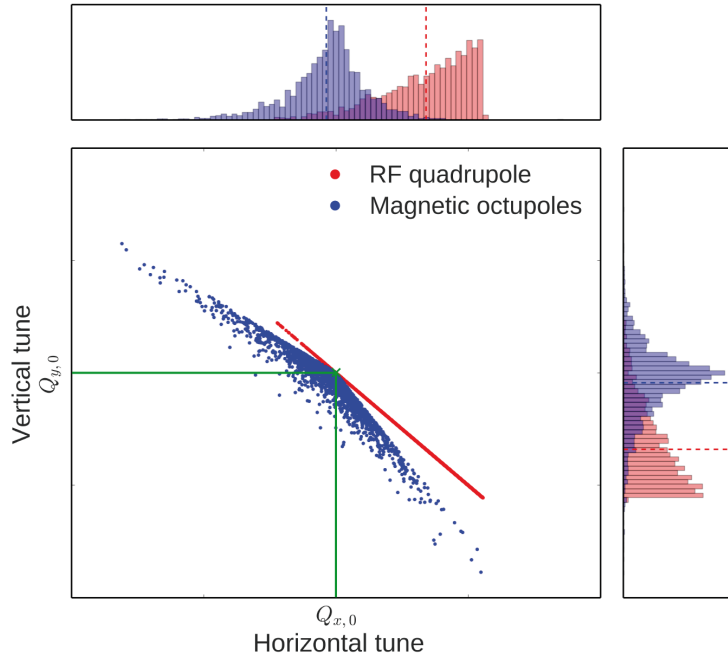 RF quadrupole
Magnetic octupoles
Vertical tune
Q_{y,0}
Q_{x,0}
Horizontal tune